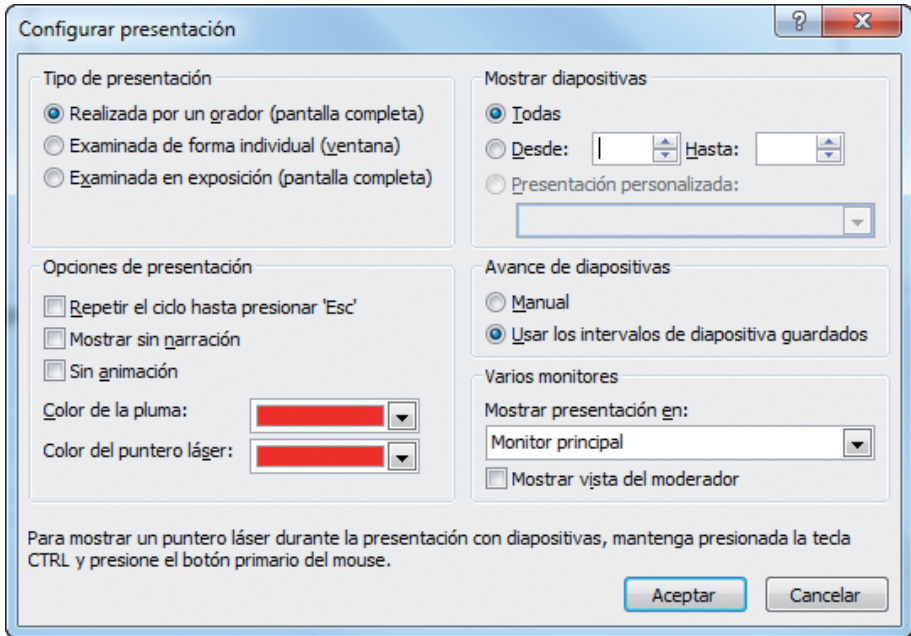 Configurar presentación
Tipo de presentación
Realizada por un orador (pantalla completa)
Examinada de forma individual (ventana)
Examinada en exposición (pantalla completa)
Mostrar diapositivas
Todas
Desde: Hasta:
Presentación personalizada:
Opciones de presentación
Repetir el ciclo hasta presionar 'Esc'
Mostrar sin narración
Sin animación
Color de la pluma:
Color del puntero láser:
Avance de diapositivas
Manual
Usar los intervalos de diapositiva guardados
Varios monitores
Mostrar presentación en:
Monitor principal
Mostrar vista del moderador
Para mostrar un puntero láser durante la presentación con diapositivas, mantenga presionada la tecla
CTRL y presione el botón primario del mouse.
Aceptar Cancelar